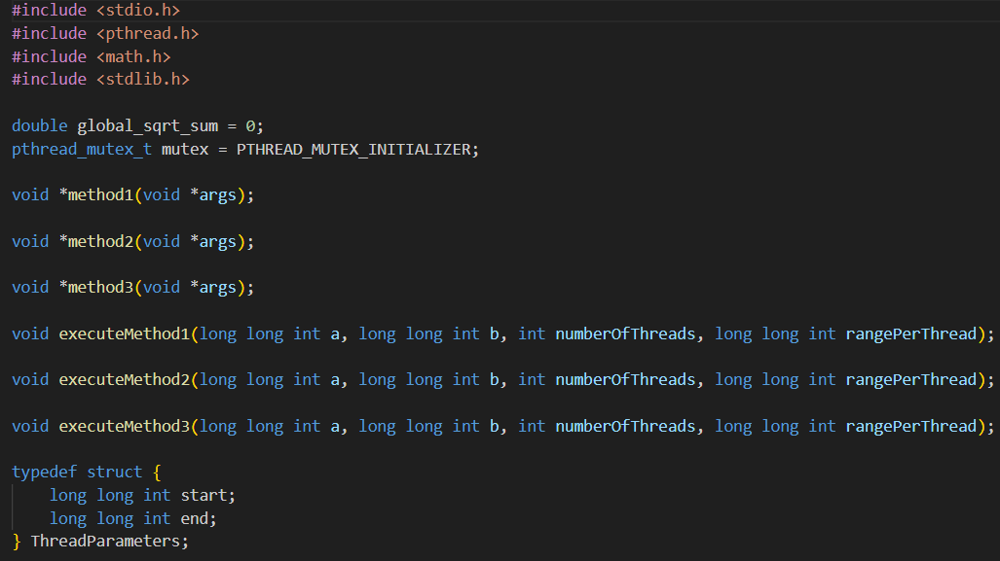 #include <stdio.h>
#include <pthread.h>
#include <math.h>
#include <stdlib.h>
double global_sqrt_sum = 0;
pthread_mutex_t mutex = PTHREAD_MUTEX_INITIALIZER;
void *method1(void *args);
void *method2(void *args);
void *method3(void *args);
void executeMethod1(long long int a, long long int b, int numberOfThreads, long long int rangePerThread);
void executeMethod2(long long int a, long long int b, int numberOfThreads, long long int rangePerThread);
void executeMethod3(long long int a, long long int b, int numberOfThreads, long long int rangePerThread);
typedef struct {
    long long int start;
    long long int end;
} ThreadParameters;